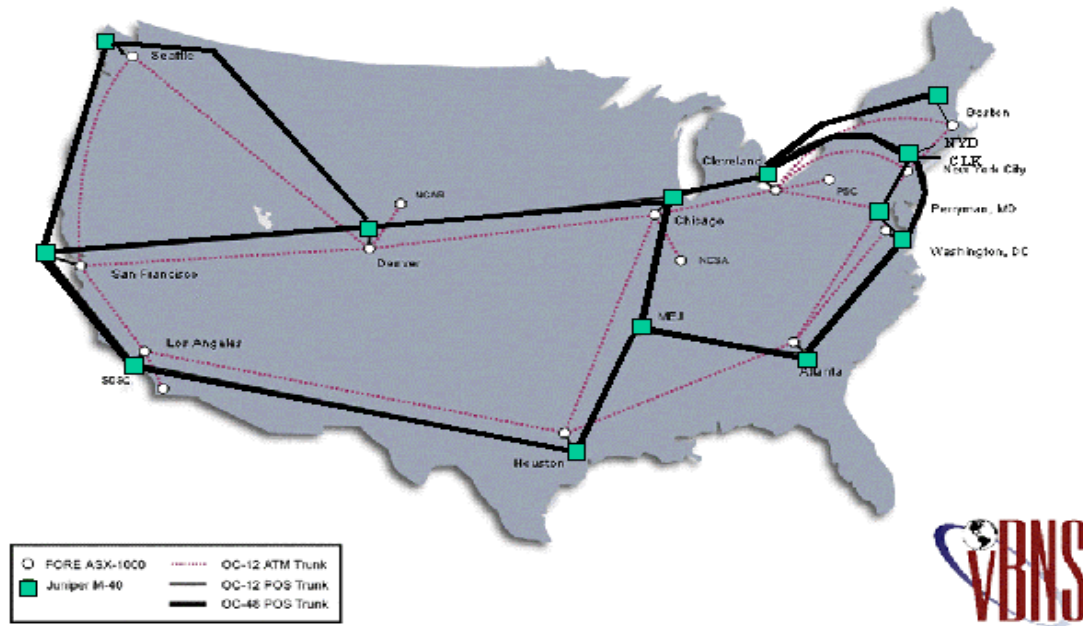 Seattle
Boston
NYD
Cleveland
CLK
New York City
NCAR
PSC
Chicago
Perryman, MD
Denver
Washington, DC
San Francisco
NCSA
Los Angeles
Atlanta
SDSC
Houston
FORE ASX-1000
OC-12 ATM Trunk
Juniper M-40
OC-12 POS Trunk
OC-48 POS Trunk
vBNS